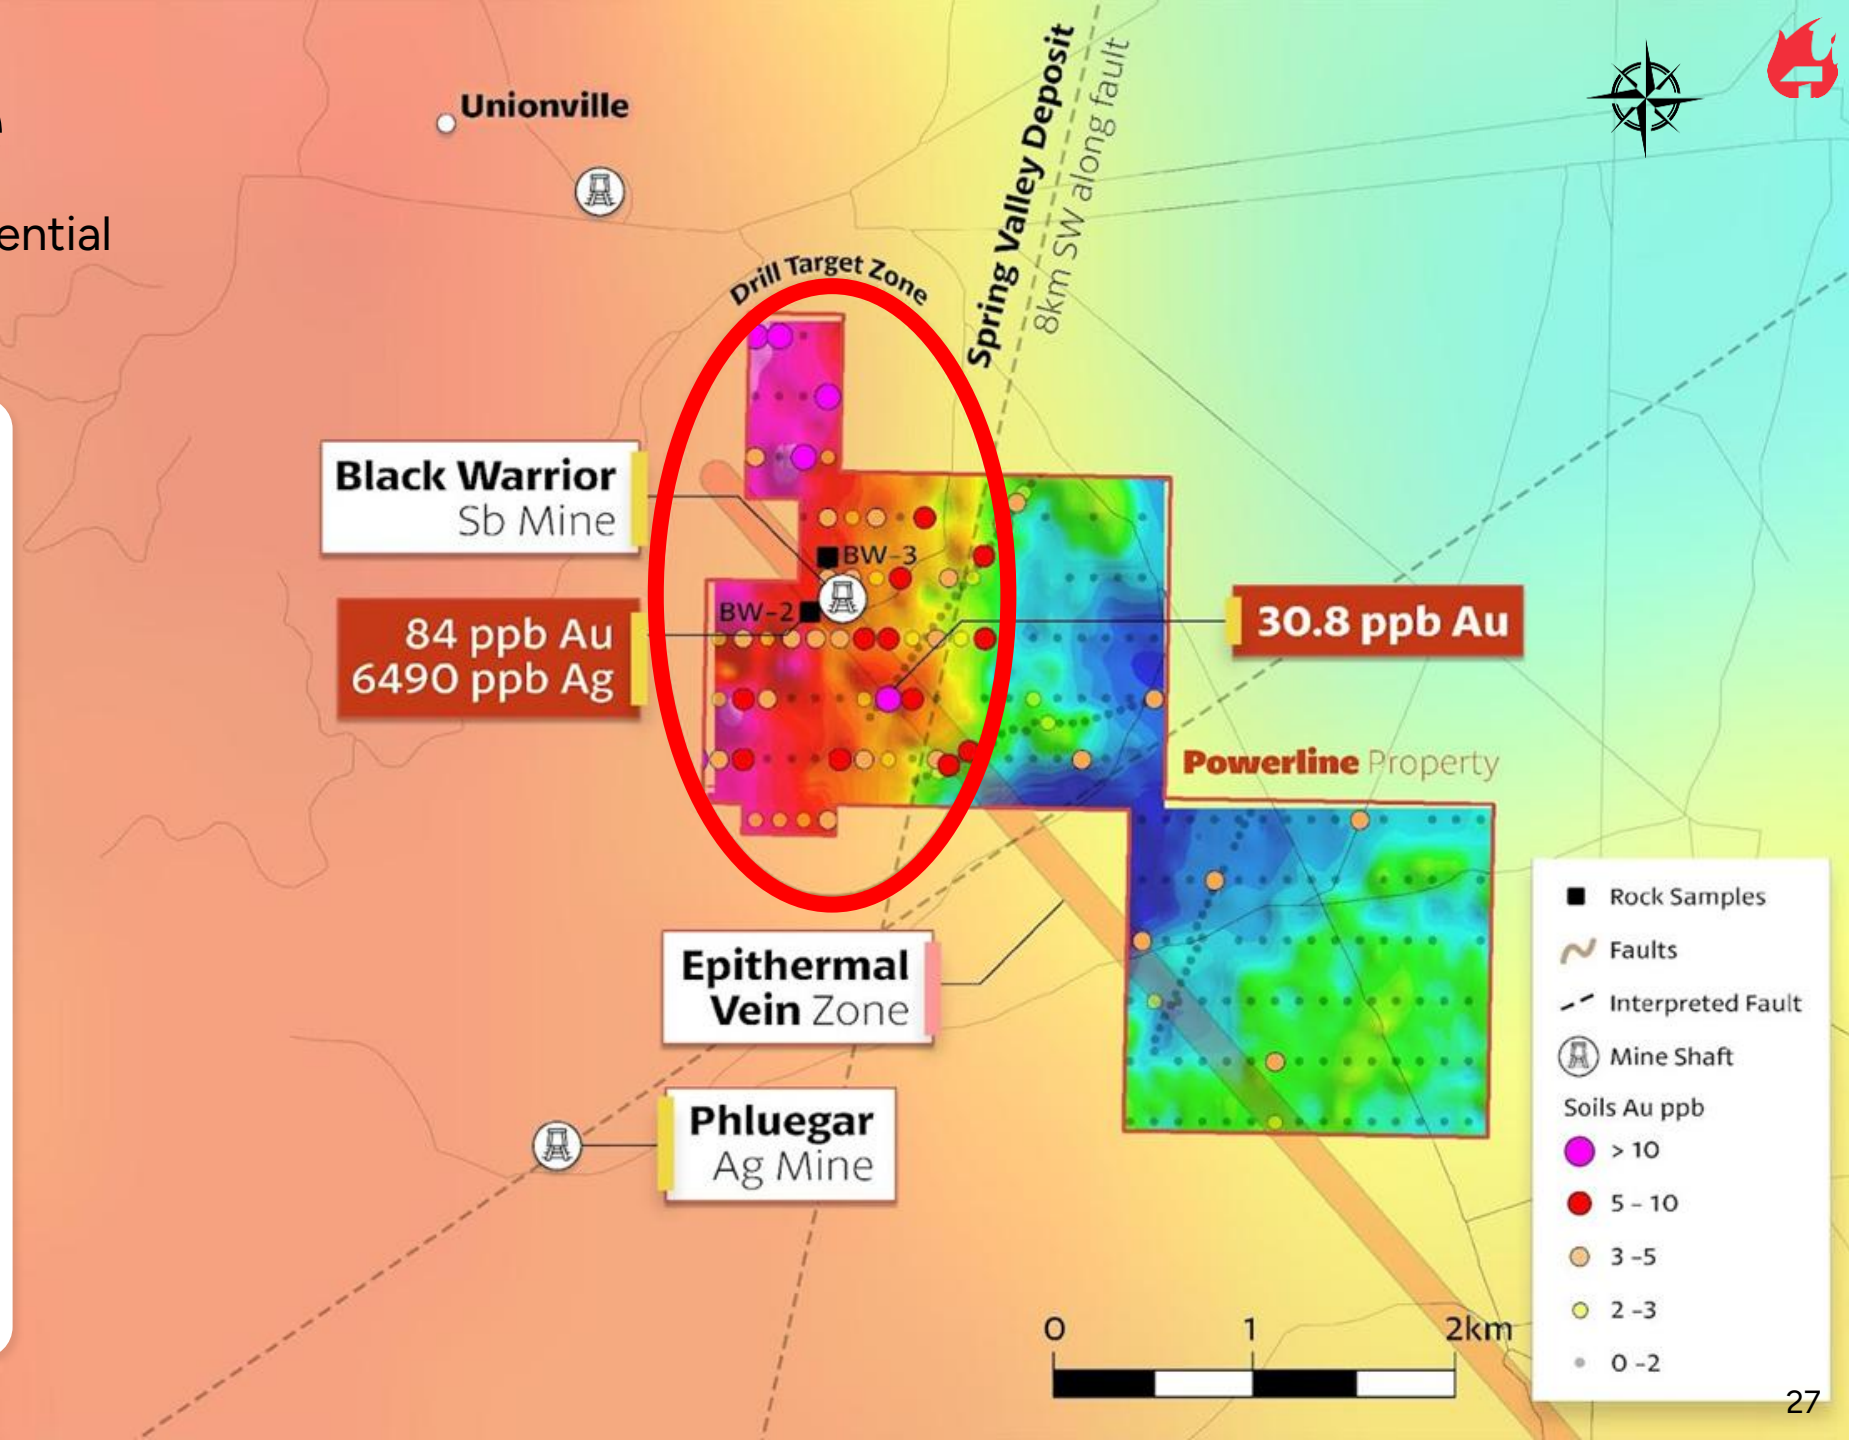 ential
Unionville
Drill Target Zone
Spring Valley Deposit
8km SW along fault
Black Warrior
Sb Mine
BW-3
BW-2
84 ppb Au
6490 ppb Ag
30.8 ppb Au
Powerline Property
Epithermal
Vein Zone
Phluegar
Ag Mine
Rock Samples
Faults
Interpreted Fault
Mine Shaft
Soils Au ppb
> 10
5 - 10
3 -5
2 -3
0 -2
0 1 2km
27